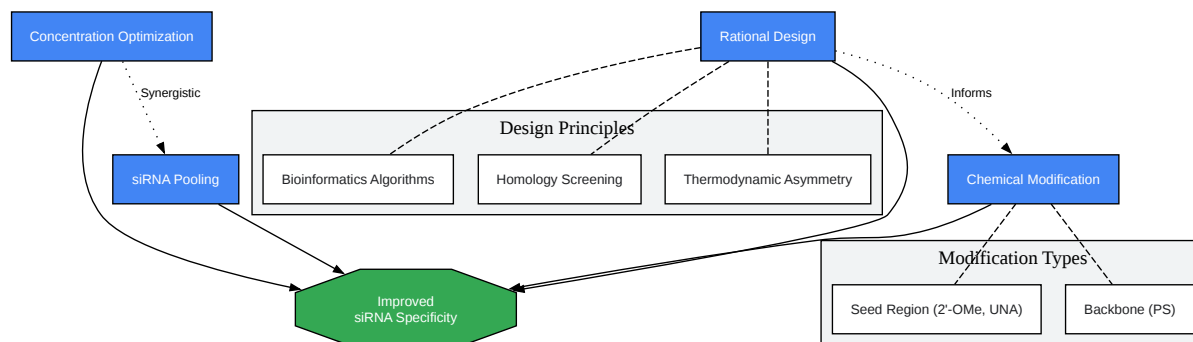 Concentration Optimization
Rational Design
Synergistic
Informs
Design Principles
siRNA Pooling
Bioinformatics Algorithms
Homology Screening
Thermodynamic Asymmetry
Chemical Modification
Modification Types
Improved
siRNA Specificity
Seed Region (2'-OMe, UNA)
Backbone (PS)